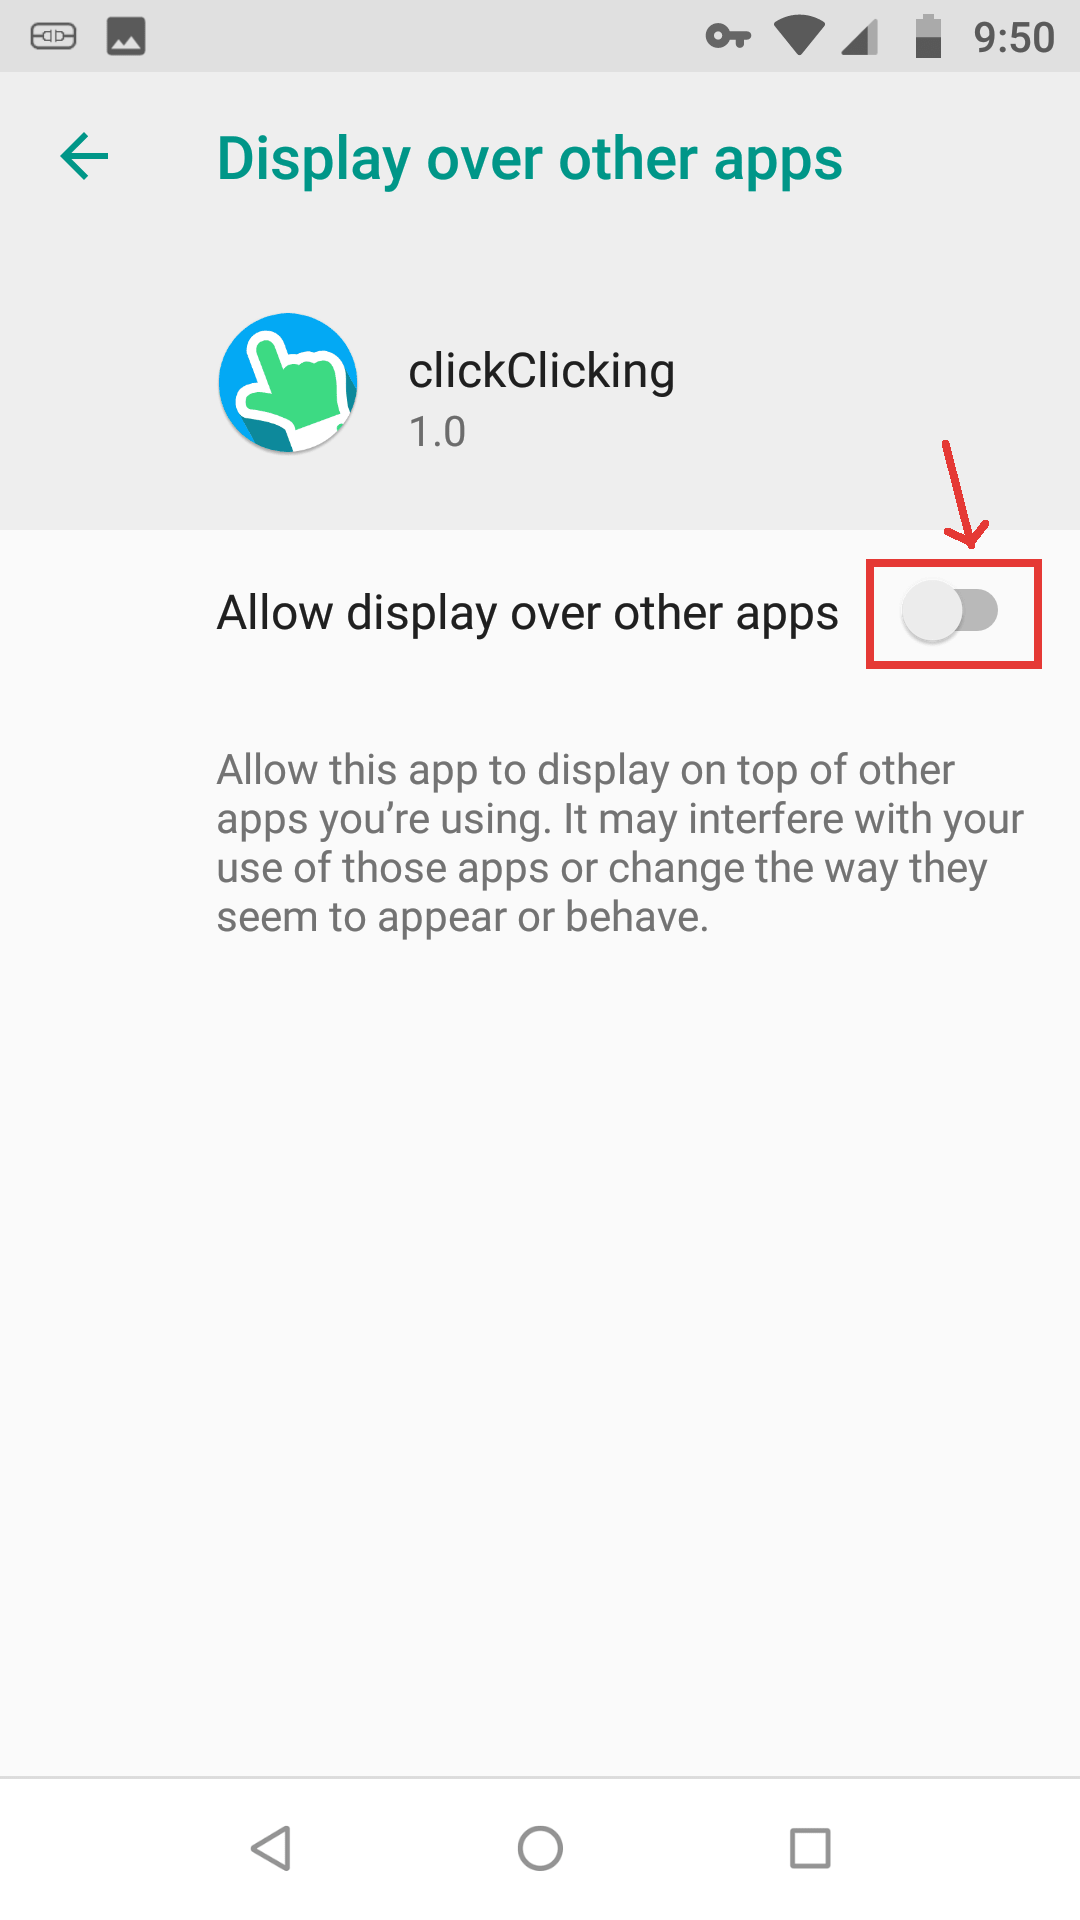 9:50
Display over other apps
clickClicking
1.0
Allow display over other apps
Allow this app to display on top of other
apps you’re using. It may interfere with your
use of those apps or change the way they
seem to appear or behave.